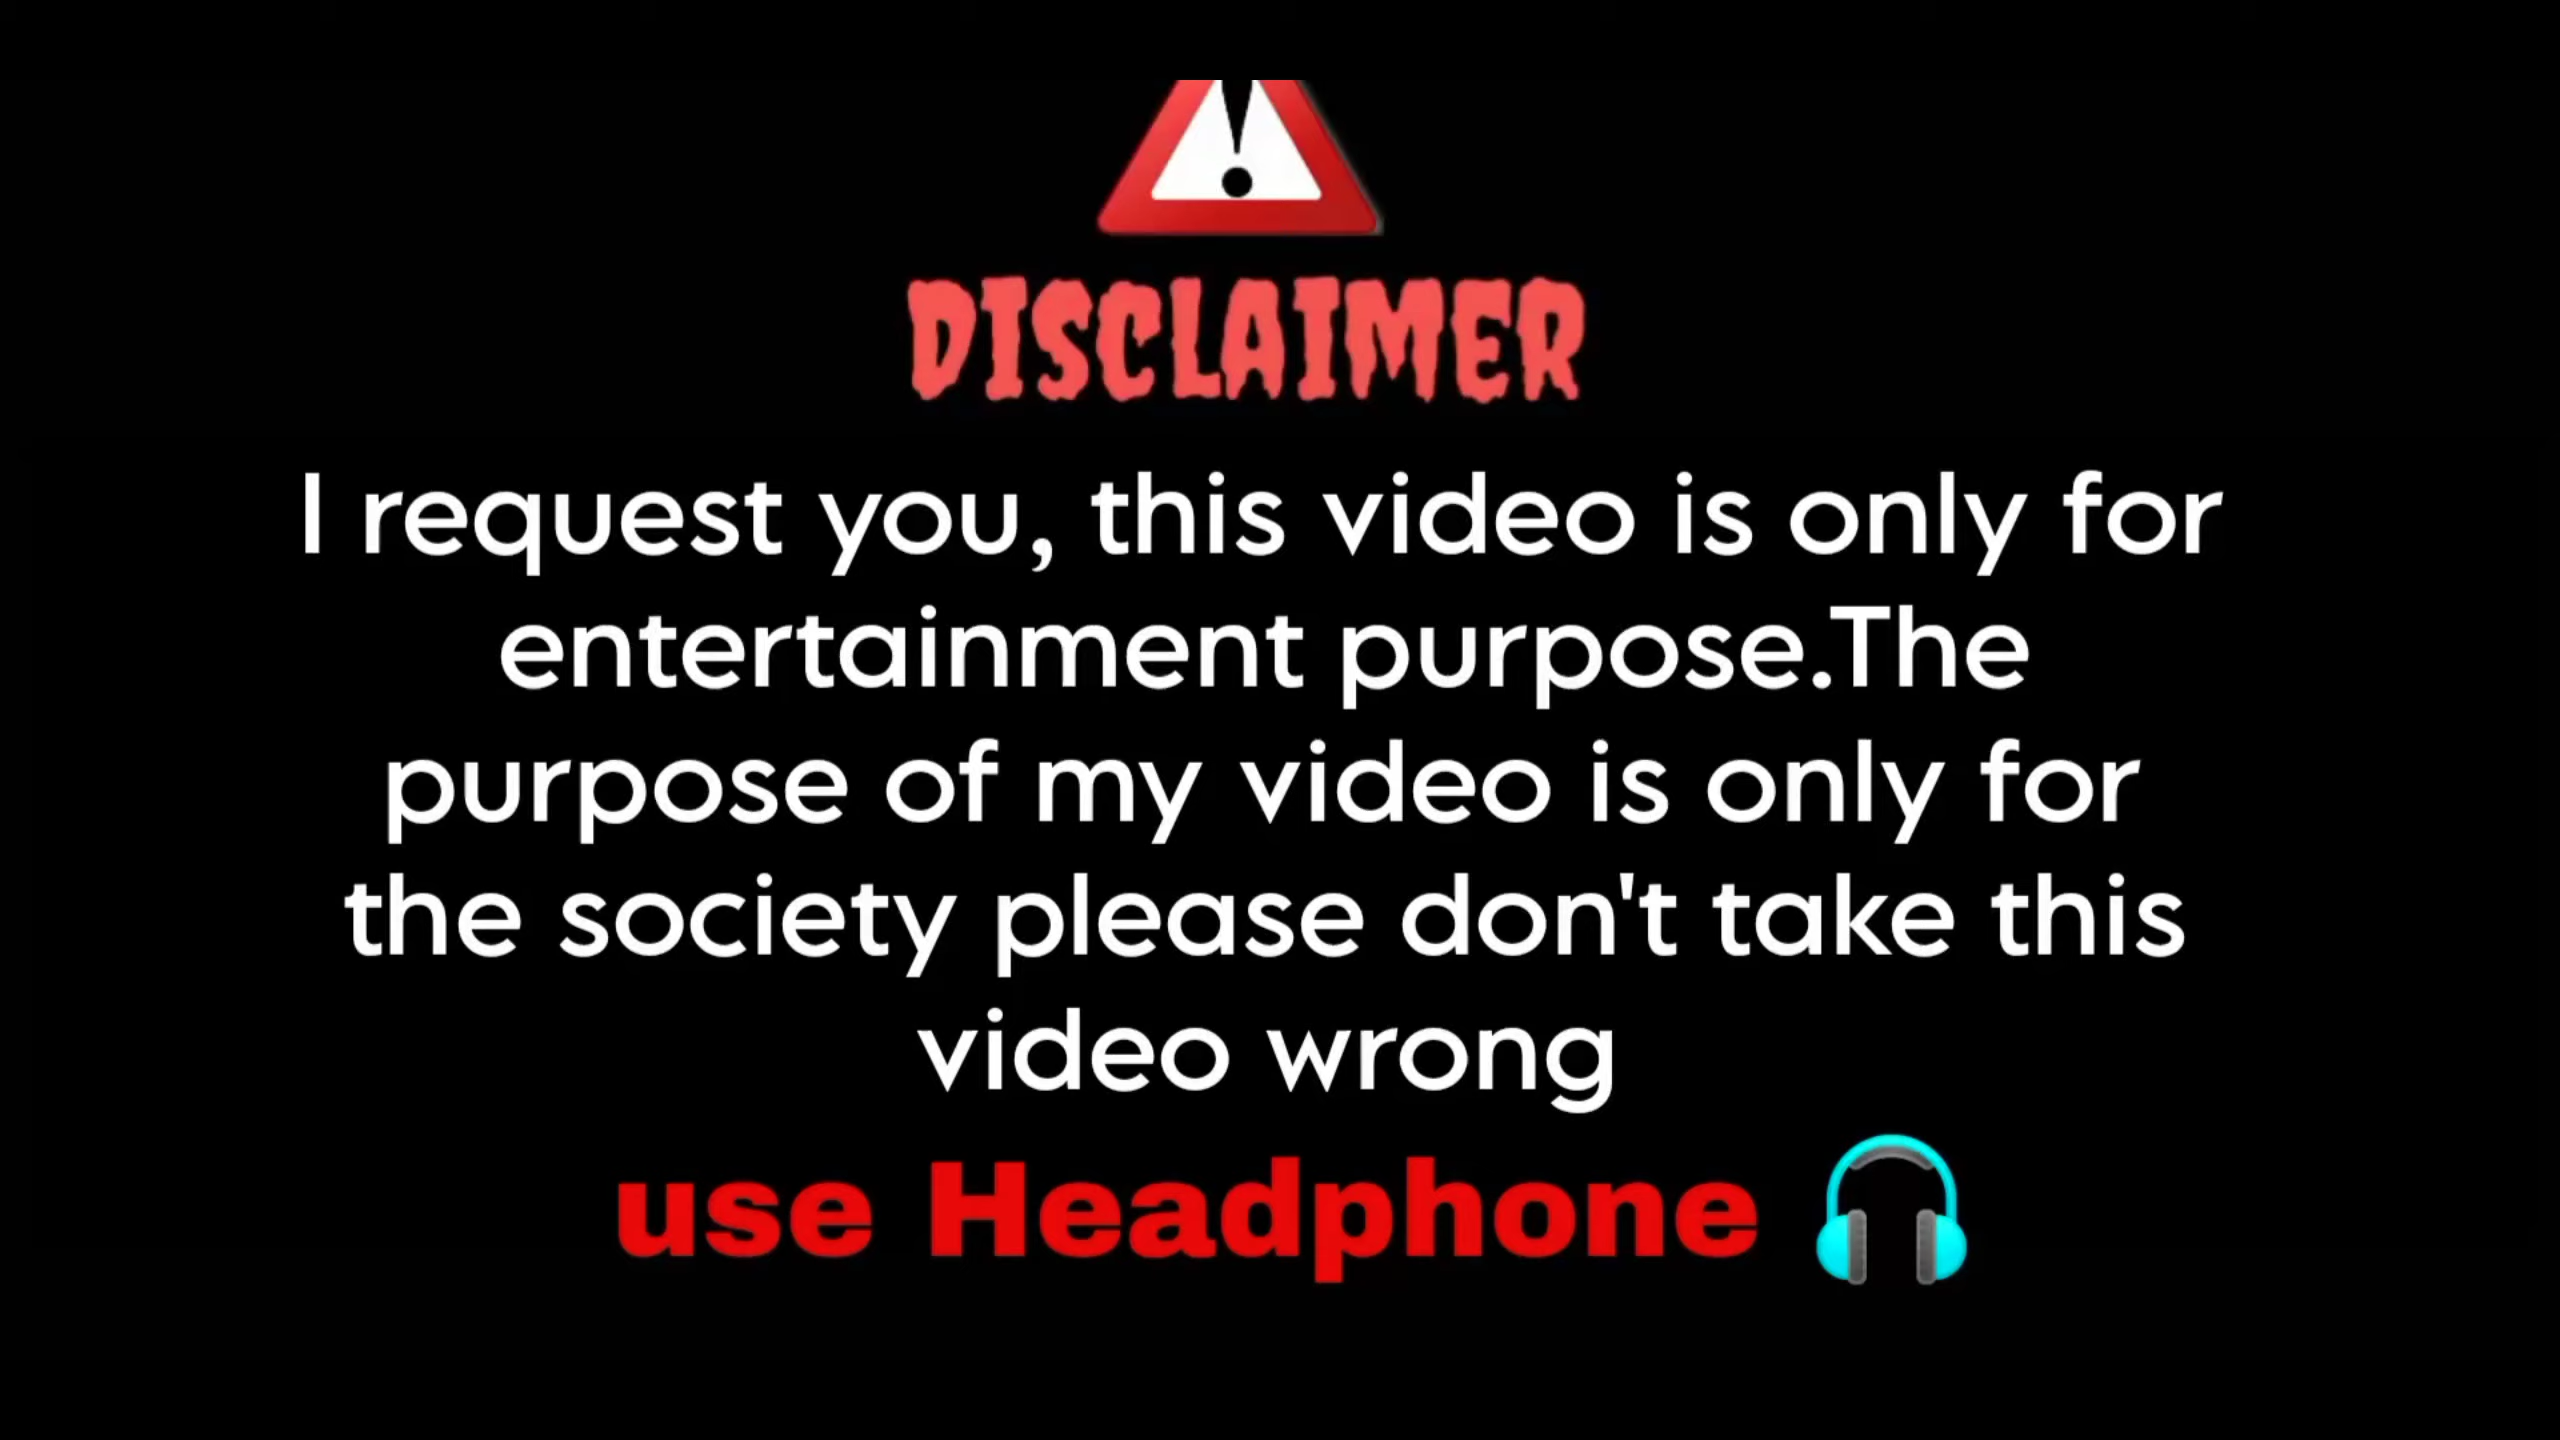 DISCLAIMER
I request you, this video is only for
entertainment purpose.The
purpose of my video is only for
the society please don't take this
video wrong
use Headphone 🎧